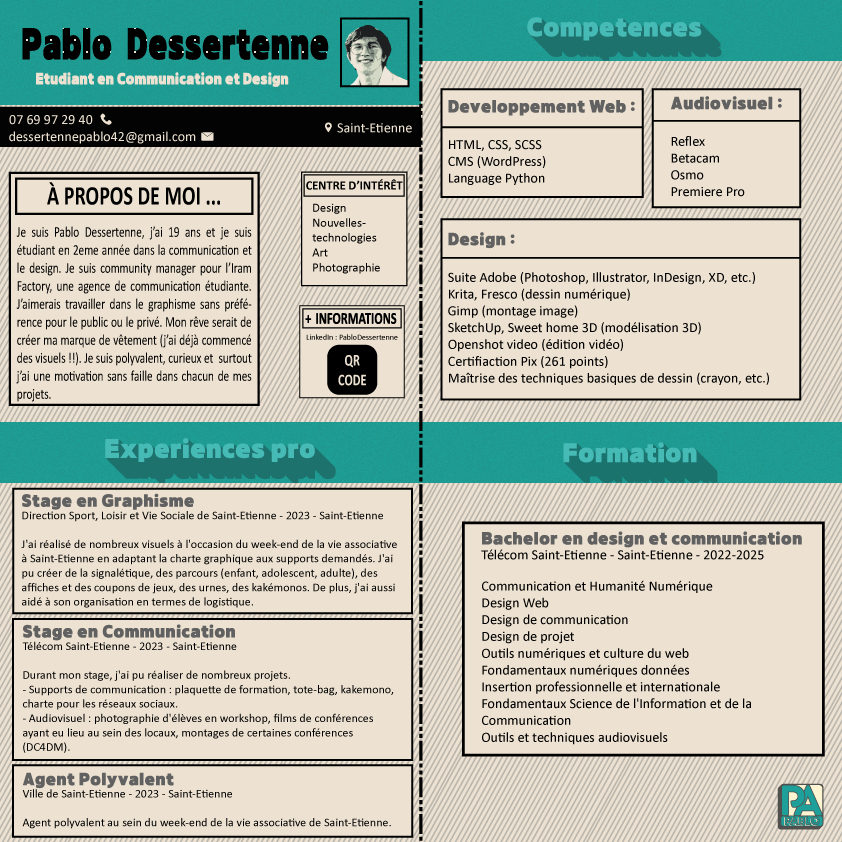 Pablo Dessertenne
Etudiant en Communication et Design
07 69 97 29 40
dessertennepablo42@gmail.com
Saint-Etienne
À PROPOS DE MOI ...
Je suis Pablo Dessertenne, j'ai 19 ans et je suis
étudiant en 2eme année dans la communication et
le design. Je suis community manager pour l'Iram
Factory, une agence de communication étudiante.
J'aimerais travailler dans le graphisme sans préfé-
rence pour le public ou le privé. Mon rêve serait de
créer ma marque de vêtement (j'ai déjà commencé
des visuels !!). Je suis polyvalent, curieux et surtout
j'ai une motivation sans faille dans chacun de mes
projets.
CENTRE D'INTÉRÊT
Design
Nouvelles-
technologies
Art
Photographie
+ INFORMATIONS
LinkedIn : PabloDessertenne
QR
CODE
Competences
Developpement Web :
HTML, CSS, SCSS
CMS (WordPress)
Language Python
Audiovisuel :
Reflex
Betacam
Osmo
Premiere Pro
Design :
Suite Adobe (Photoshop, Illustrator, InDesign, XD, etc.)
Krita, Fresco (dessin numérique)
Gimp (montage image)
SketchUp, Sweet home 3D (modélisation 3D)
Openshot video (édition vidéo)
Certifiaction Pix (261 points)
Maîtrise des techniques basiques de dessin (crayon, etc.)
Experiences pro
Stage en Graphisme
Direction Sport, Loisir et Vie Sociale de Saint-Etienne - 2023 - Saint-Etienne
J'ai réalisé de nombreux visuels à l'occasion du week-end de la vie associative
à Saint-Etienne en adaptant la charte graphique aux supports demandés. J'ai
pu créer de la signalétique, des parcours (enfant, adolescent, adulte), des
affiches et des coupons de jeux, des urnes, des kakémonos. De plus, j'ai aussi
aidé à son organisation en termes de logistique.
Stage en Communication
Télécom Saint-Etienne - 2023 - Saint-Etienne
Durant mon stage, j'ai pu réaliser de nombreux projets.
- Supports de communication : plaquette de formation, tote-bag, kakemono,
charte pour les réseaux sociaux.
- Audiovisuel : photographie d'élèves en workshop, films de conférences
ayant eu lieu au sein des locaux, montages de certaines conférences
(DC4DM).
Agent Polyvalent
Ville de Saint-Etienne - 2023 - Saint-Etienne
Agent polyvalent au sein du week-end de la vie associative de Saint-Etienne.
Formation
Bachelor en design et communication
Télécom Saint-Etienne - Saint-Etienne - 2022-2025
Communication et Humanité Numérique
Design Web
Design de communication
Design de projet
Outils numériques et culture du web
Fondamentaux numériques données
Insertion professionnelle et internationale
Fondamentaux Science de l'Information et de la
Communication
Outils et techniques audiovisuels
PA
PABLO